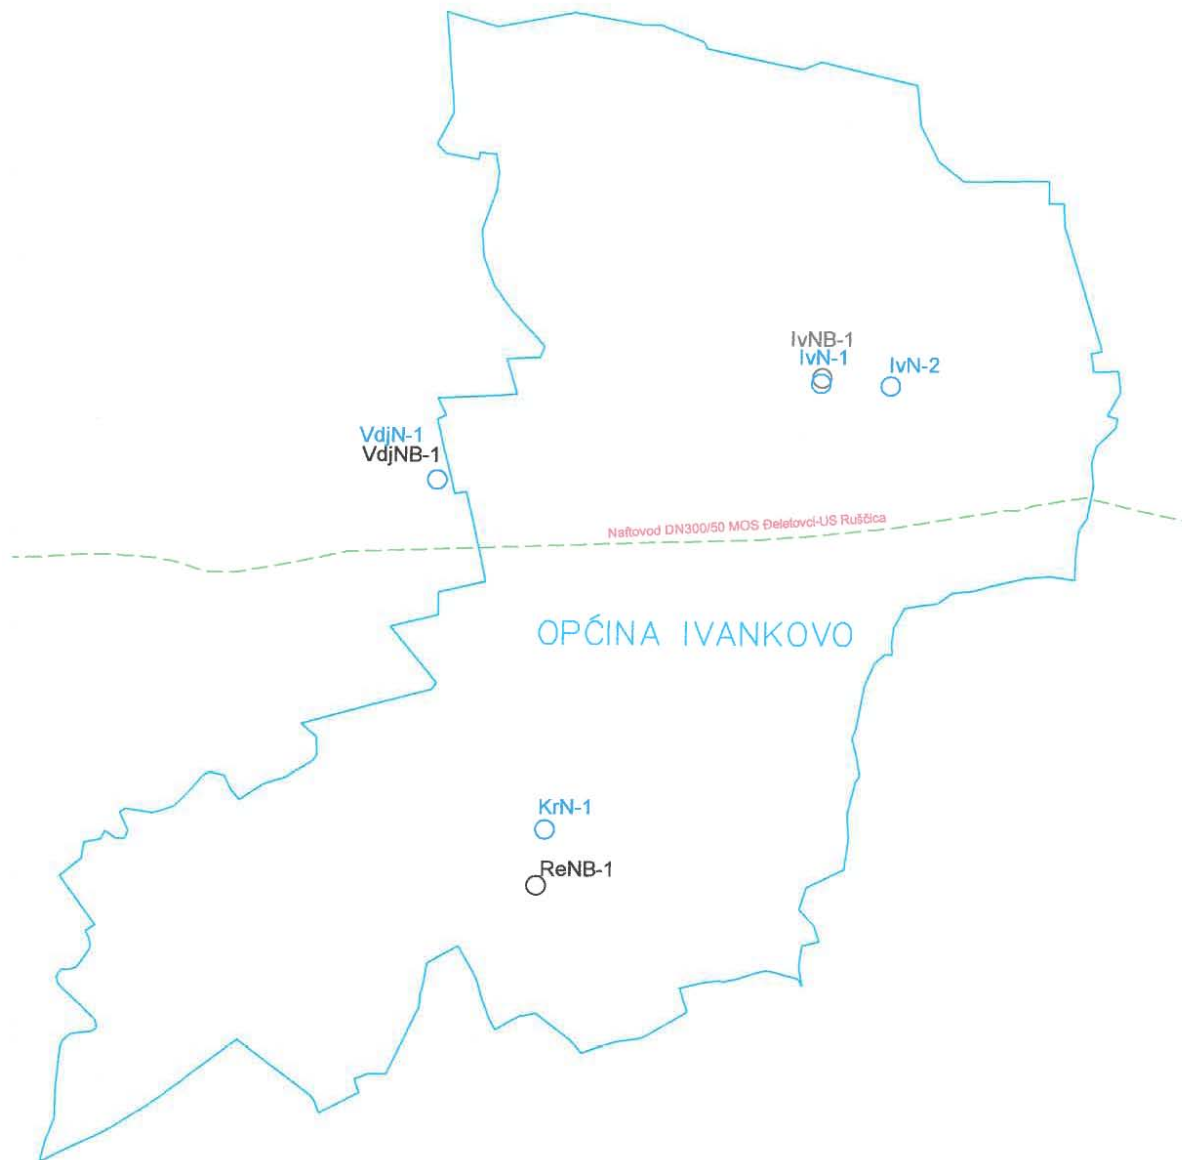 IvNB-1
IvN-1
IvN-2
VdjN-1
VdjNB-1
Naftovod DN300/50 MOS Đeletovci-US Ruščica
OPĆINA IVANKOVO
KrN-1
ReNB-1